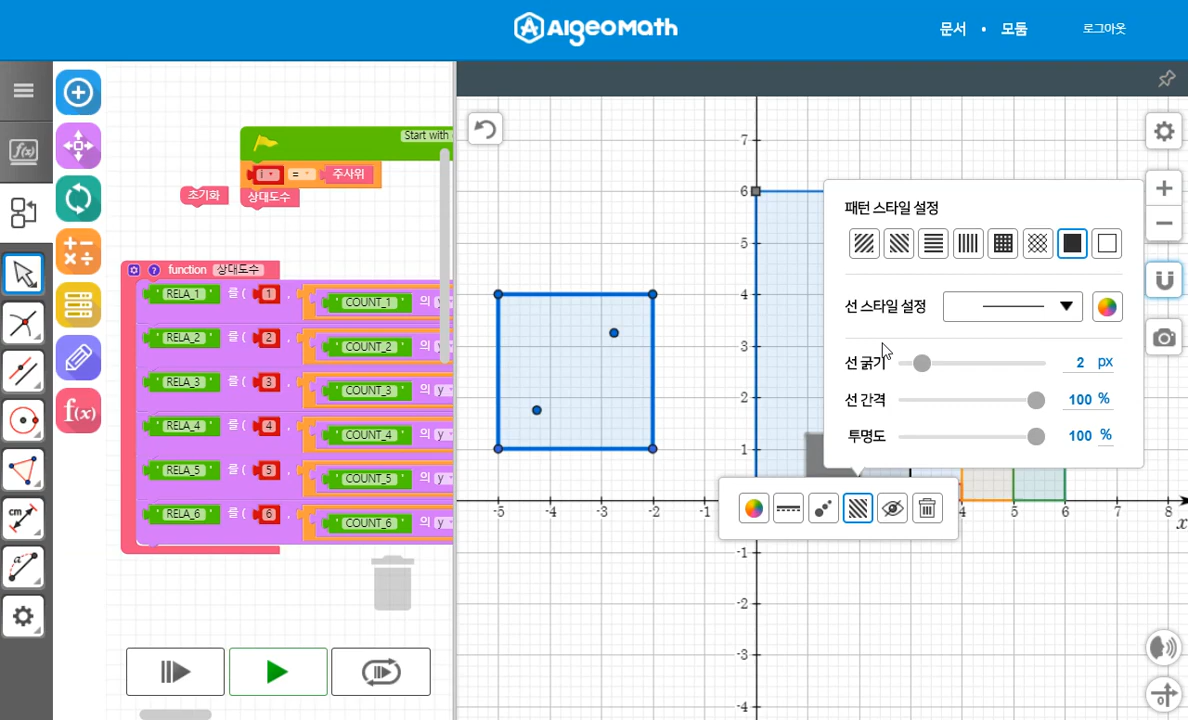 AlgeoMath
문서 • 모둠
로그아웃
Start with
i = 주사위
초기화
상대도수
function 상대도수
' RELA_1 ' 를 ( 1 , ' COUNT_1 ' 의 y
' RELA_2 ' 를 ( 2 , ' COUNT_2 ' 의
' RELA_3 ' 를 ( 3 , ' COUNT_3 ' 의 y
' RELA_4 ' 를 ( 4 , ' COUNT_4 ' 의 y
' RELA_5 ' 를 ( 5 , ' COUNT_5 ' 의 y
' RELA_6 ' 를 ( 6 , ' COUNT_6 ' 의 y
f(x)
f(x)
cm
a°
7
6
5
4
3
2
1
-5 -4 -3 -2 -1 4 5 6 7 8 x
-1
-2
-3
-4
패턴 스타일 설정
선 스타일 설정
선 굵기 2 px
선 간격 100 %
투명도 100 %